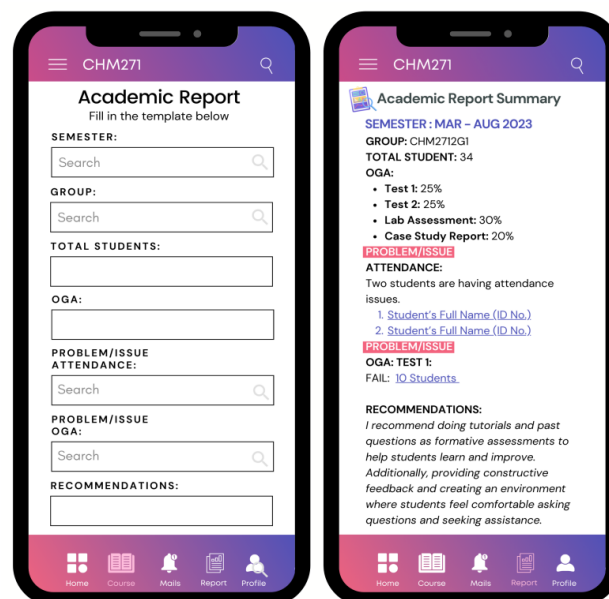 CHM271
Academic Report
Fill in the template below
SEMESTER:
Search
GROUP:
Search
TOTAL STUDENTS:
OGA:
PROBLEM/ISSUE
ATTENDANCE:
Search
PROBLEM/ISSUE
OGA:
Search
RECOMMENDATIONS:
Home Course Mails Report Profile
CHM271
Academic Report Summary
SEMESTER : MAR - AUG 2023
GROUP: CHM2712G1
TOTAL STUDENT: 34
OGA:
• Test 1: 25%
• Test 2: 25%
• Lab Assessment: 30%
• Case Study Report: 20%
PROBLEM/ISSUE
ATTENDANCE:
Two students are having attendance
issues.
1. Student's Full Name (ID No.)
2. Student's Full Name (ID No.)
PROBLEM/ISSUE
OGA: TEST 1:
FAIL: 10 Students
RECOMMENDATIONS:
I recommend doing tutorials and past
questions as formative assessments to
help students learn and improve.
Additionally, providing constructive
feedback and creating an environment
where students feel comfortable asking
questions and seeking assistance.
Home Course Mails Report Profile